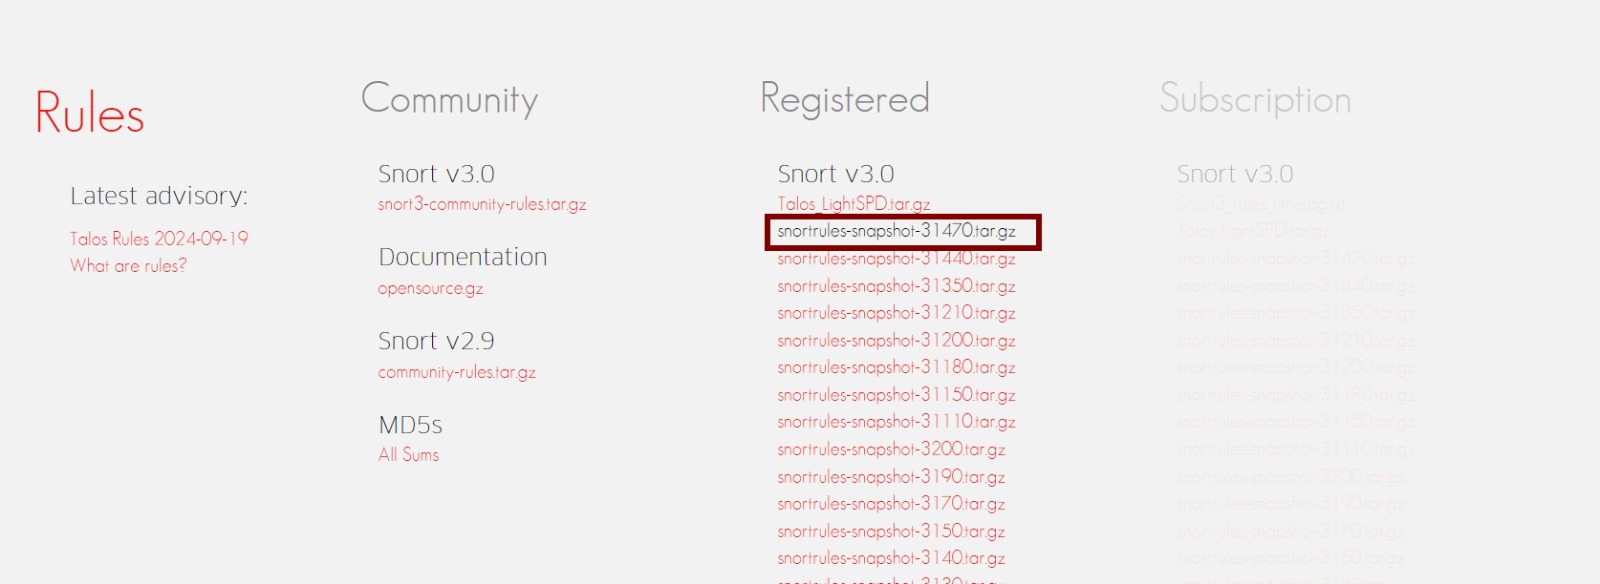 Rules
Latest advisory:
Talos Rules 2024-09-19
What are rules?
Community
Snort v3.0
snort3-community-rules.tar.gz
Documentation
opensource.gz
Snort v2.9
community-rules.tar.gz
MD5s
All Sums
Registered
Snort v3.0
Talos_LightSPD.tar.gz
snortrules-snapshot-31470.tar.gz
snortrules-snapshot-31440.tar.gz
snortrules-snapshot-31350.tar.gz
snortrules-snapshot-31210.tar.gz
snortrules-snapshot-31200.tar.gz
snortrules-snapshot-31180.tar.gz
snortrules-snapshot-31150.tar.gz
snortrules-snapshot-31110.tar.gz
snortrules-snapshot-3200.tar.gz
snortrules-snapshot-3190.tar.gz
snortrules-snapshot-3170.tar.gz
snortrules-snapshot-3150.tar.gz
snortrules-snapshot-3140.tar.gz
snortrules-snapshot-3130.tar.gz
Subscription
Snort v3.0
Snort3_rules_timetag.txt
Talos_LightSPD.tar.gz
snortrules-snapshot-31470.tar.gz
snortrules-snapshot-31440.tar.gz
snortrules-snapshot-31350.tar.gz
snortrules-snapshot-31210.tar.gz
snortrules-snapshot-31200.tar.gz
snortrules-snapshot-31180.tar.gz
snortrules-snapshot-31150.tar.gz
snortrules-snapshot-31110.tar.gz
snortrules-snapshot-3200.tar.gz
snortrules-snapshot-3190.tar.gz
snortrules-snapshot-3170.tar.gz
snortrules-snapshot-3150.tar.gz